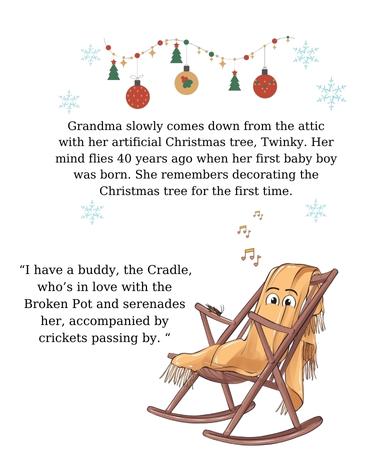 Grandma slowly comes down from the attic
with her artificial Christmas tree, Twinky. Her
mind flies 40 years ago when her first baby boy
was born. She remembers decorating the
Christmas tree for the first time.
“I have a buddy, the Cradle,
who’s in love with the
Broken Pot and serenades
her, accompanied by
crickets passing by. “